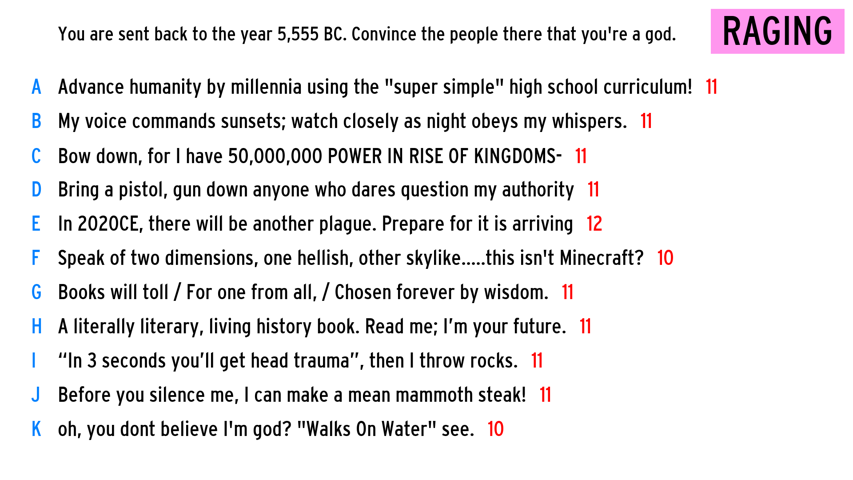 You are sent back to the year 5,555 BC. Convince the people there that you're a god.
RAGING
A Advance humanity by millennia using the "super simple" high school curriculum! 11
B My voice commands sunsets; watch closely as night obeys my whispers. 11
C Bow down, for I have 50,000,000 POWER IN RISE OF KINGDOMS- 11
D Bring a pistol, gun down anyone who dares question my authority 11
E In 2020CE, there will be another plague. Prepare for it is arriving 12
F Speak of two dimensions, one hellish, other skylike.....this isn't Minecraft? 10
G Books will toll / For one from all, / Chosen forever by wisdom. 11
H A literally literary, living history book. Read me; I’m your future. 11
I “In 3 seconds you’ll get head trauma”, then I throw rocks. 11
J Before you silence me, I can make a mean mammoth steak! 11
K oh, you dont believe I'm god? "Walks On Water" see. 10